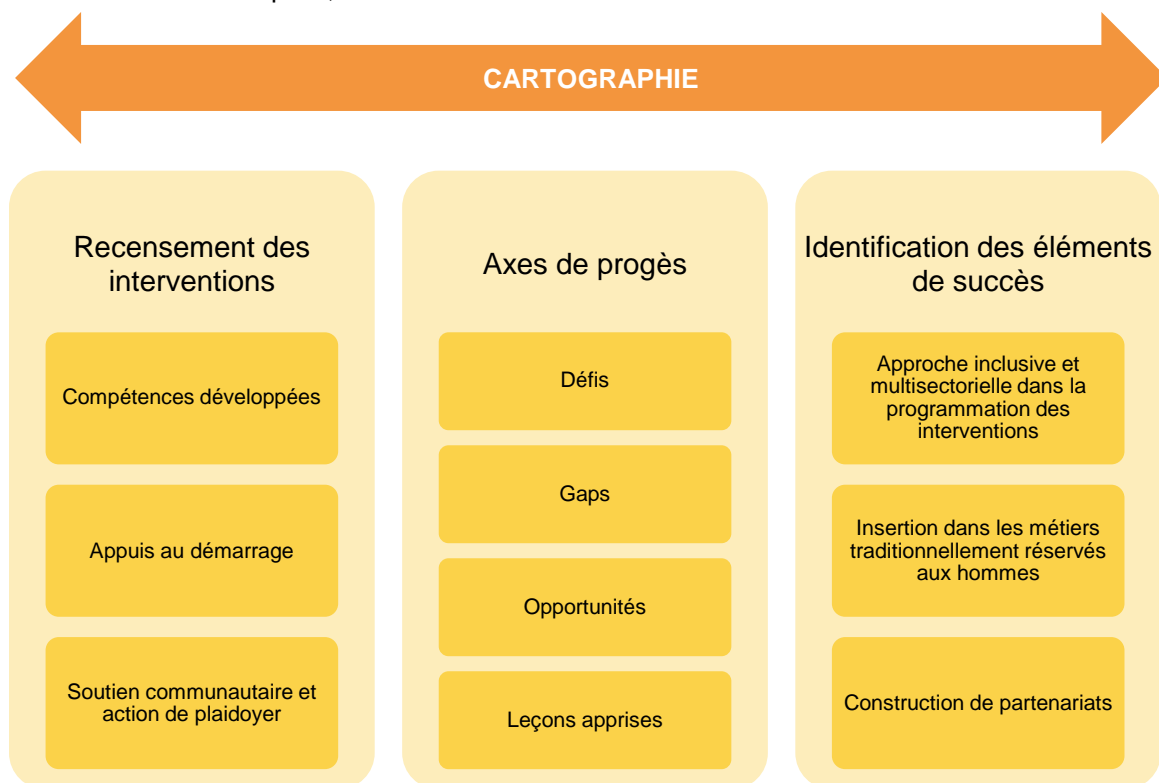 CARTOGRAPHIE
Recensement des
interventions
Compétences développées
Appuis au démarrage
Soutien communautaire et
action de plaidoyer
Axes de progès
Défis
Gaps
Opportunités
Leçons apprises
Identification des éléments
de succès
Approche inclusive et
multisectorielle dans la
programmation des
interventions
Insertion dans les métiers
traditionnellement réservés
aux hommes
Construction de partenariats